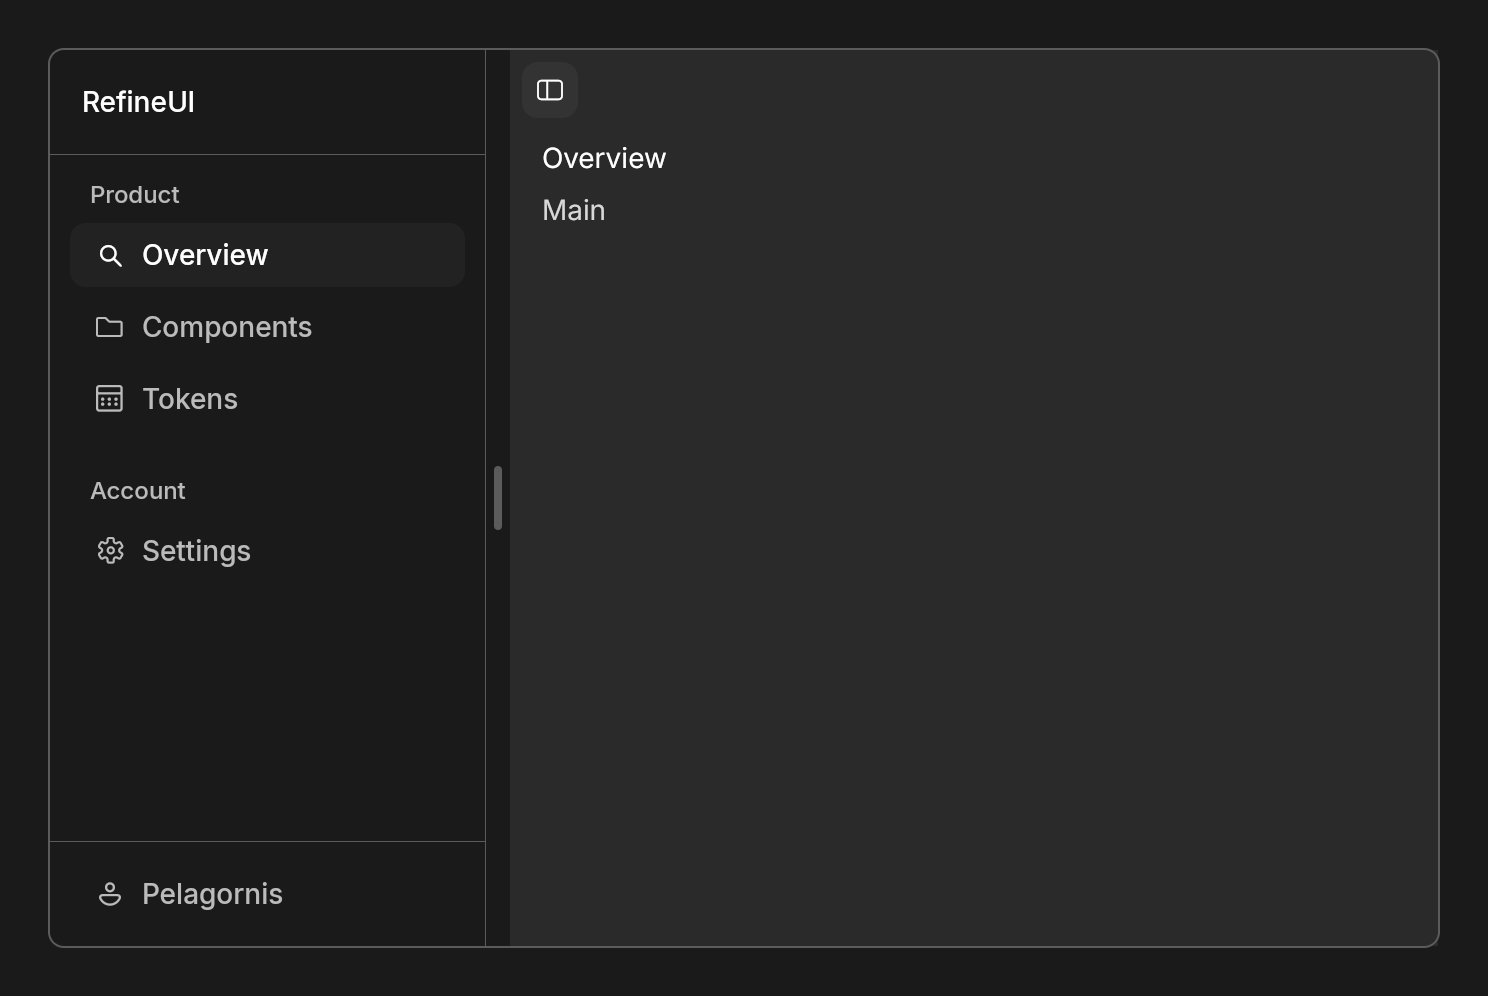 RefineUI
Product
Overview
Components
Tokens
Account
Settings
Pelagornis
Overview
Main